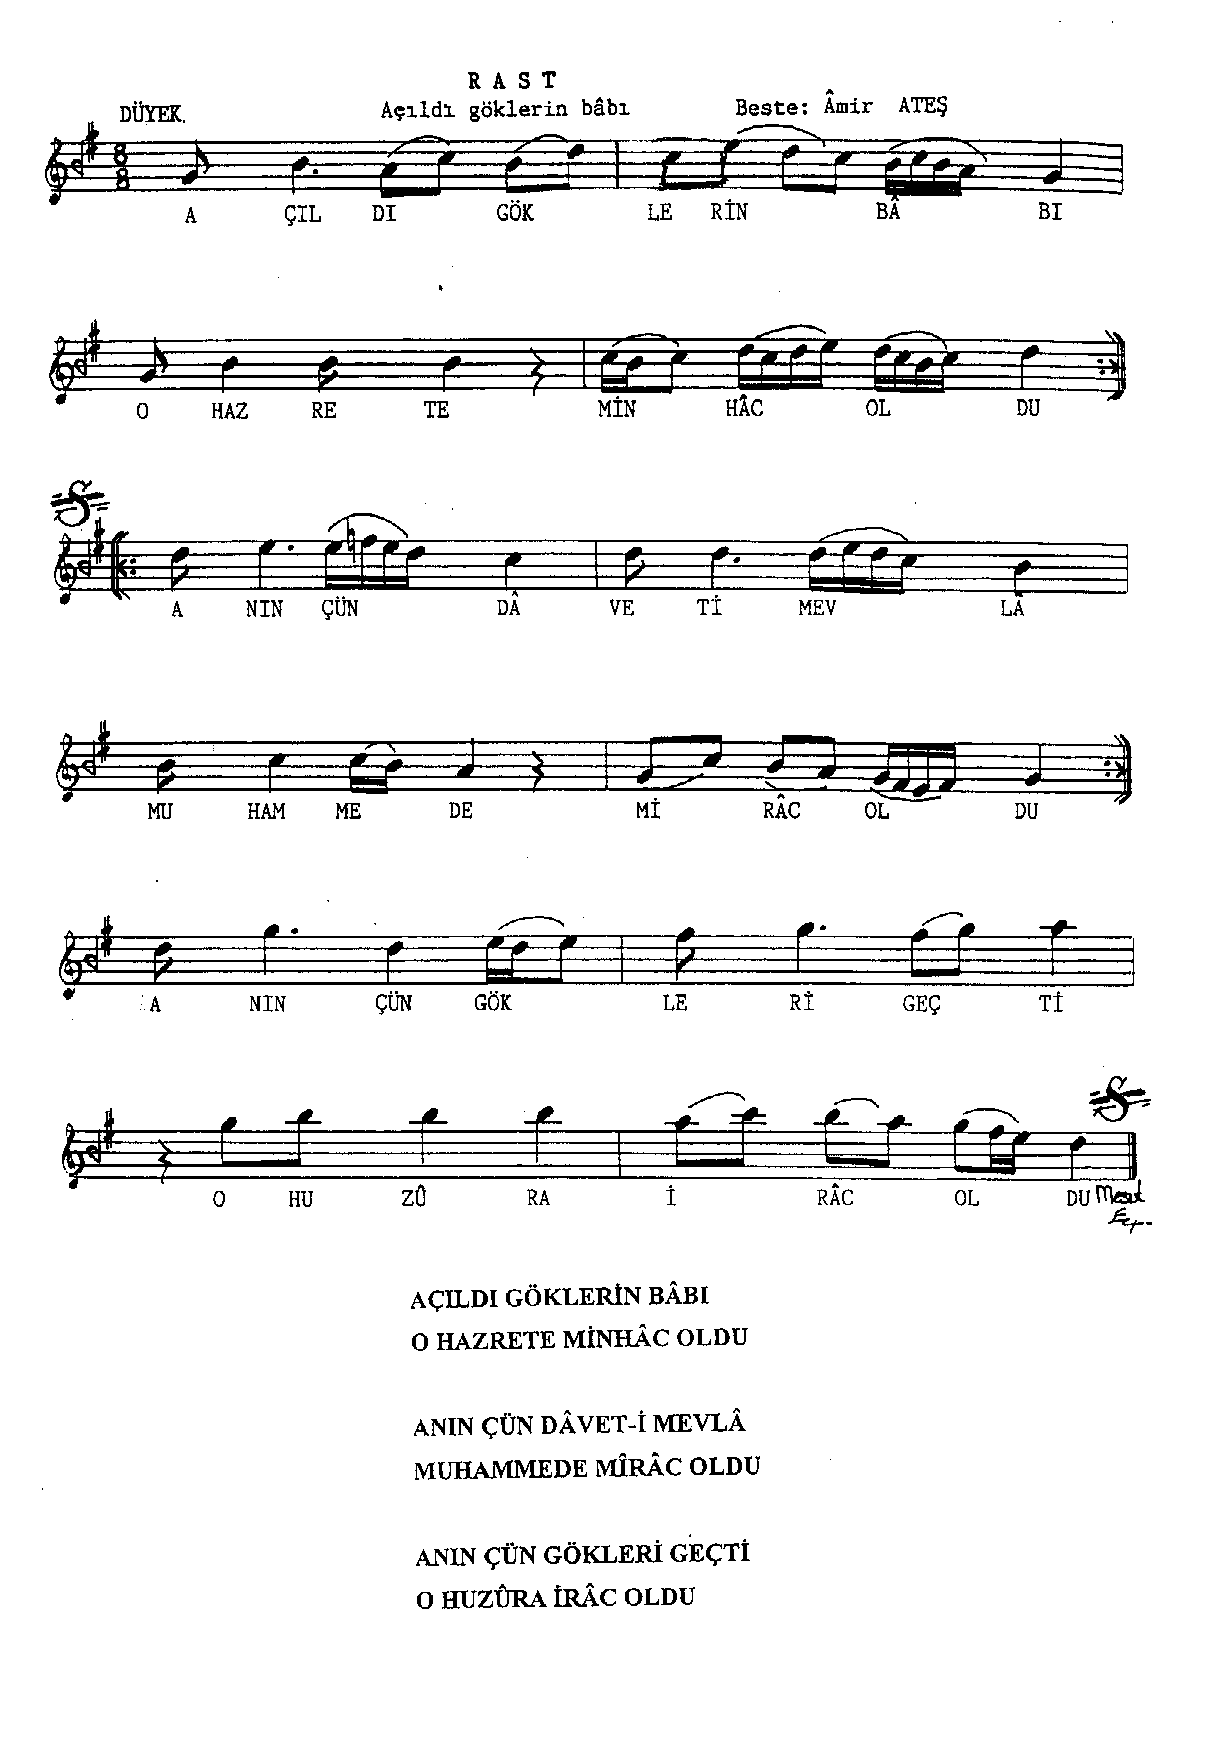 RAST
DÜYEK. Açıldı göklerin bâbı Beste: Âmir ATEŞ
8 8
A ÇIL DI GÖK LE RİN BÂ BI
O HAZ RE TE MİN HÂC OL DU
A NIN ÇÜN DÂ VE Tİ MEV LÂ
MU HAM ME DE Mİ RÂC OL DU
A NIN ÇÜN GÖK LE Rİ GEÇ Tİ
O HU ZÛ RA İ RÂC OL DU
AÇILDI GÖKLERİN BÂBI
O HAZRETE MİNHÂC OLDU
ANIN ÇÜN DÂVET-İ MEVLÂ
MUHAMMEDE MÎRÂC OLDU
ANIN ÇÜN GÖKLERİ GEÇTİ
O HUZÛRA İRÂC OLDU